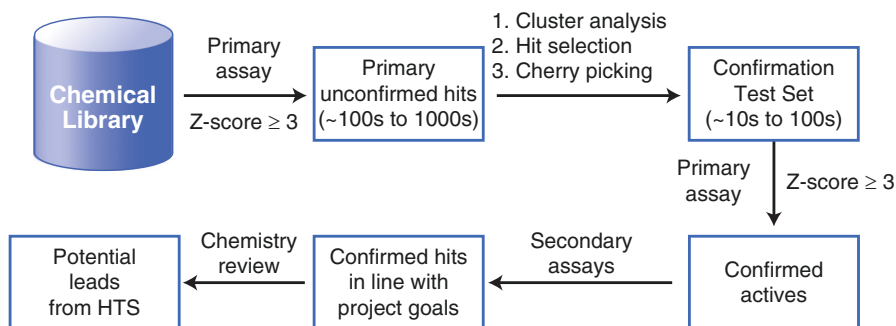 Chemical
Library
Primary
assay
Z-score ≥ 3
Primary
unconfirmed hits
(~100s to 1000s)
1. Cluster analysis
2. Hit selection
3. Cherry picking
Confirmation
Test Set
(~10s to 100s)
Primary
assay
Z-score ≥ 3
Confirmed
actives
Secondary
assays
Confirmed hits
in line with
project goals
Chemistry
review
Potential
leads
from HTS